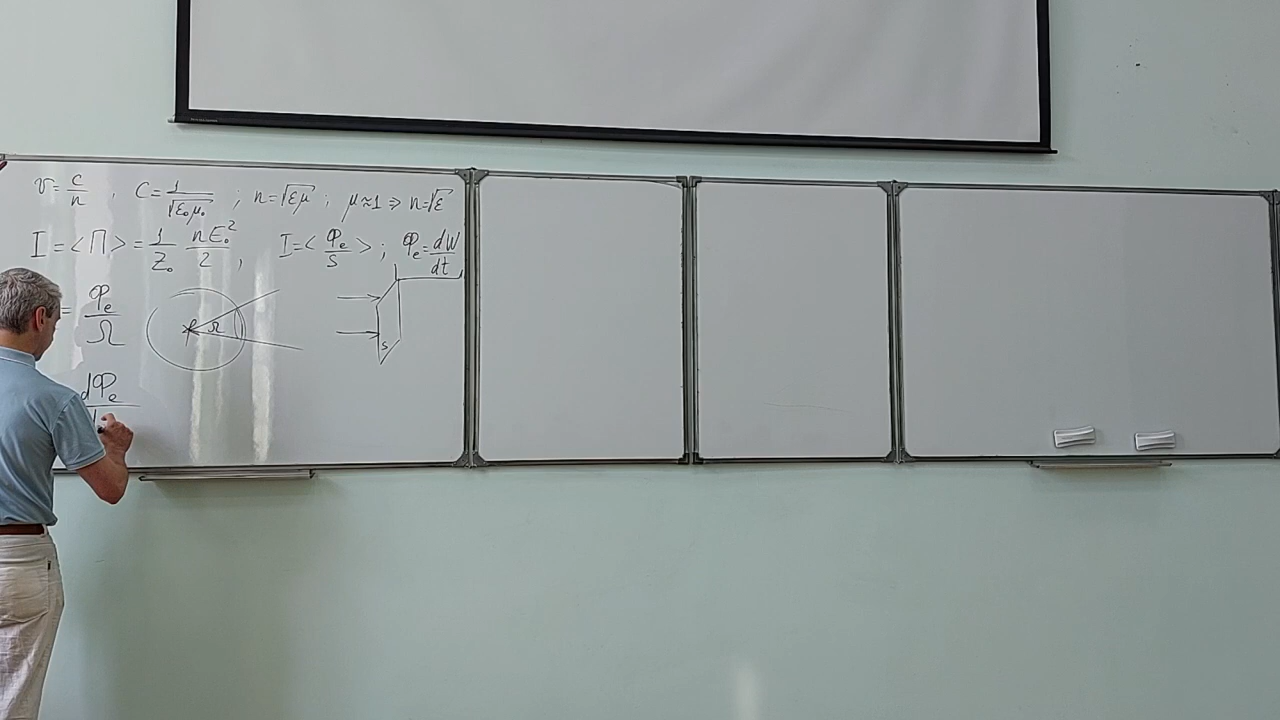 v = c/n , c = 1/√(ε₀μ₀) ; n = √(εμ) ; μ ≈ 1 ⇒ n = √ε
I = <П> = 1/Z₀ nE₀²/2 , I = <Φe/S> ; Φe = dW/dt
= Φe/Ω
Ω
S
dΦe